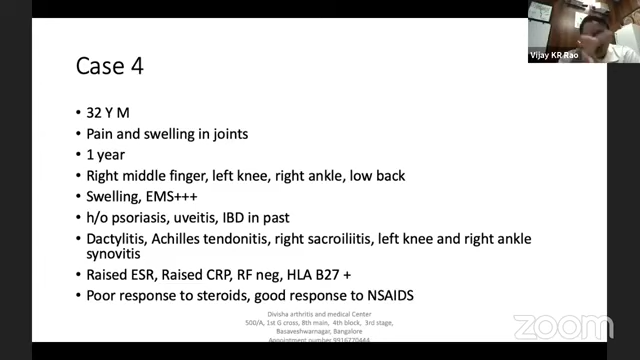 Vijay KR Rao
Case 4
• 32 Y M
• Pain and swelling in joints
• 1 year
• Right middle finger, left knee, right ankle, low back
• Swelling, EMS+++
• h/o psoriasis, uveitis, IBD in past
• Dactylitis, Achilles tendonitis, right sacroiliitis, left knee and right ankle
synovitis
• Raised ESR, Raised CRP, RF neg, HLA B27 +
• Poor response to steroids, good response to NSAIDS
Divisha arthritis and medical Center
500/A, 1st G cross, 8th main, 4th block, 3rd stage,
Basaveshwarnagar, Bangalore
Appointment number 9916770444
zoom